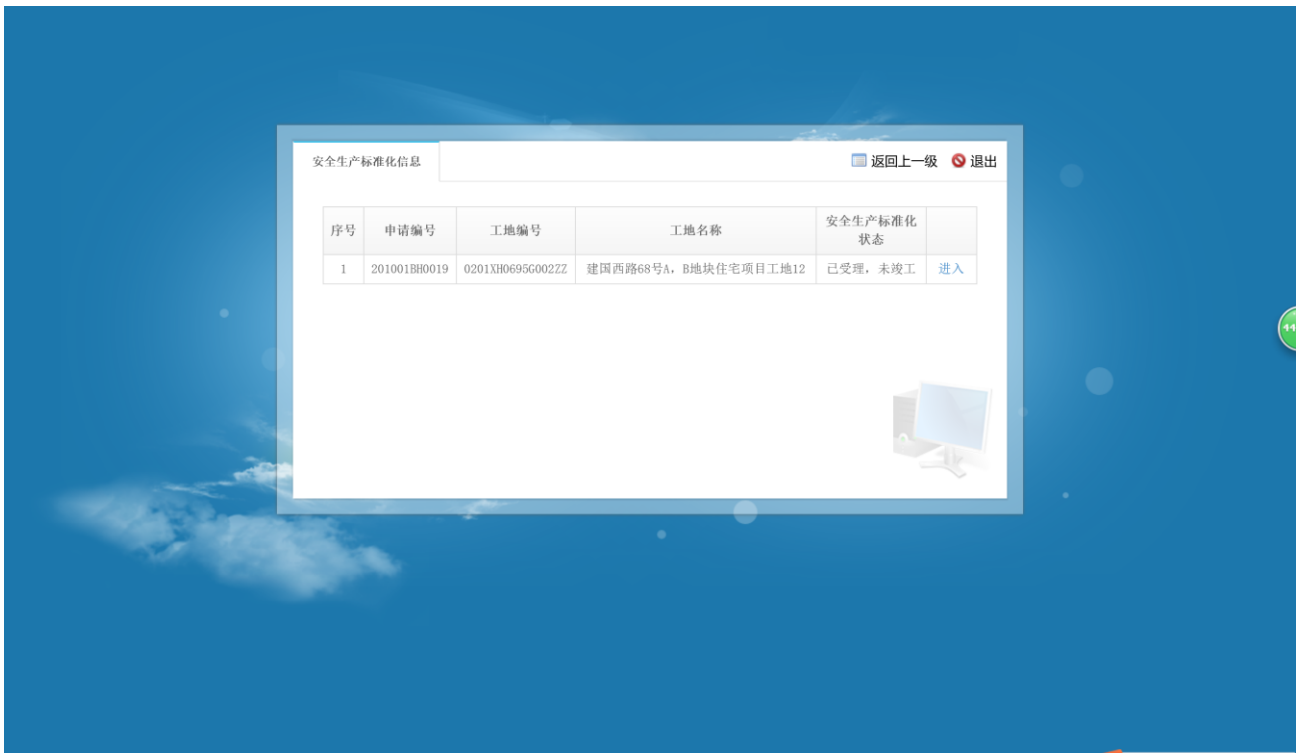 安全生产标准化信息 返回上一级 退出
序号 申请编号 工地编号 工地名称 安全生产标准化
状态
1 201001BH0019 0201XH0695G002ZZ 建国西路68号A，B地块住宅项目工地12 已受理，未竣工 进入
44